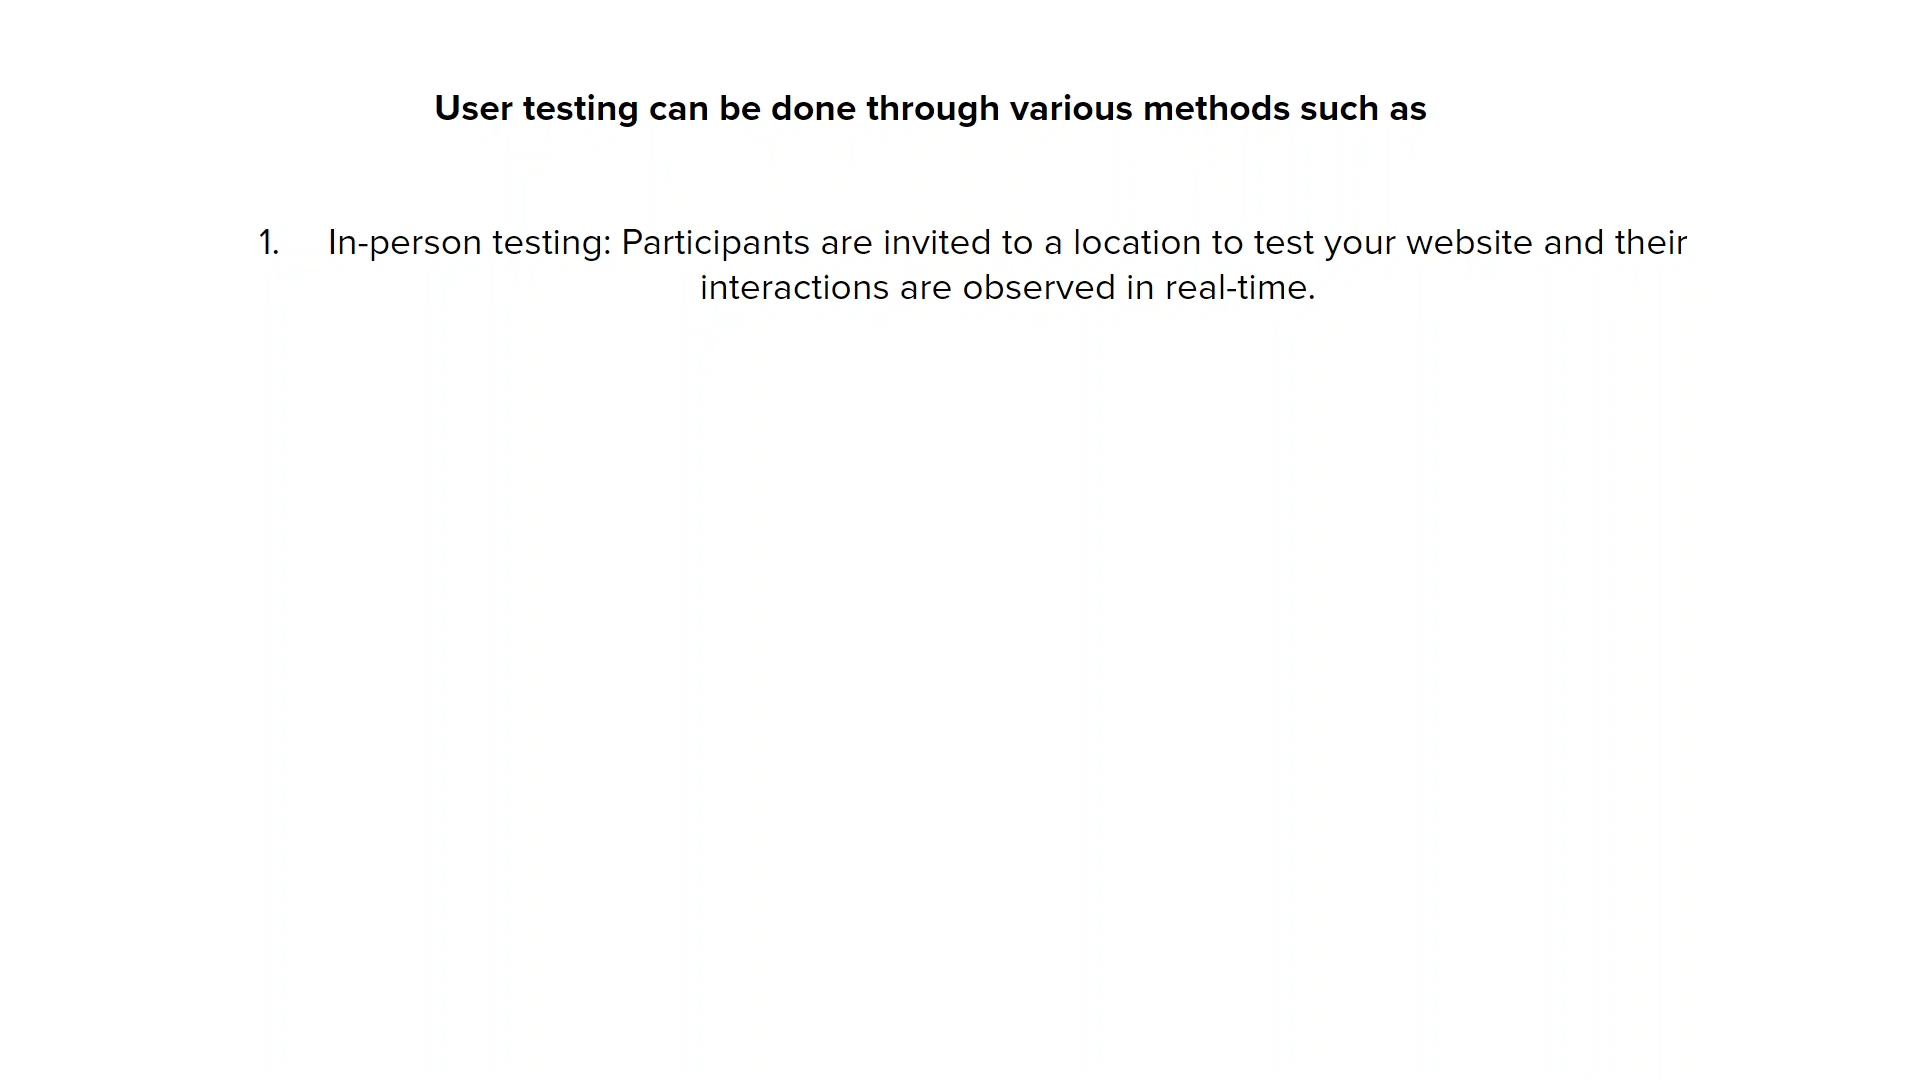 User testing can be done through various methods such as
1. In-person testing: Participants are invited to a location to test your website and their
interactions are observed in real-time.